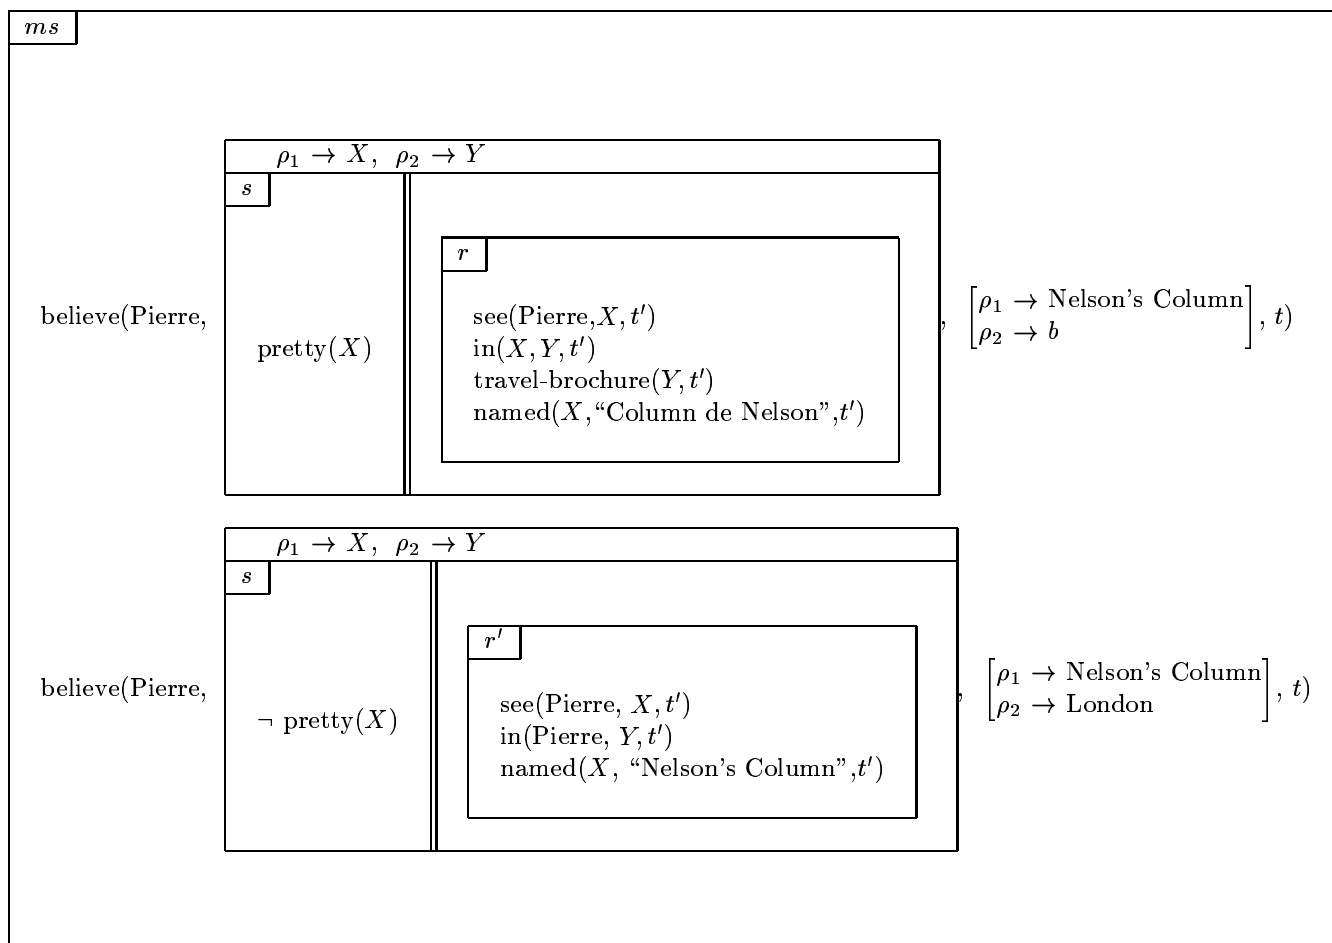 ms
ρ₁ → X, ρ₂ → Y
s
r
believe(Pierre,
pretty(X)
see(Pierre,X, t′)
in(X, Y, t′)
travel-brochure(Y, t′)
named(X,“Column de Nelson”,t′)
, [ρ₁ → Nelson's Column
ρ₂ → b], t)
ρ₁ → X, ρ₂ → Y
s
r′
believe(Pierre,
¬ pretty(X)
see(Pierre, X, t′)
in(Pierre, Y, t′)
named(X, “Nelson's Column”,t′)
, [ρ₁ → Nelson's Column
ρ₂ → London], t)